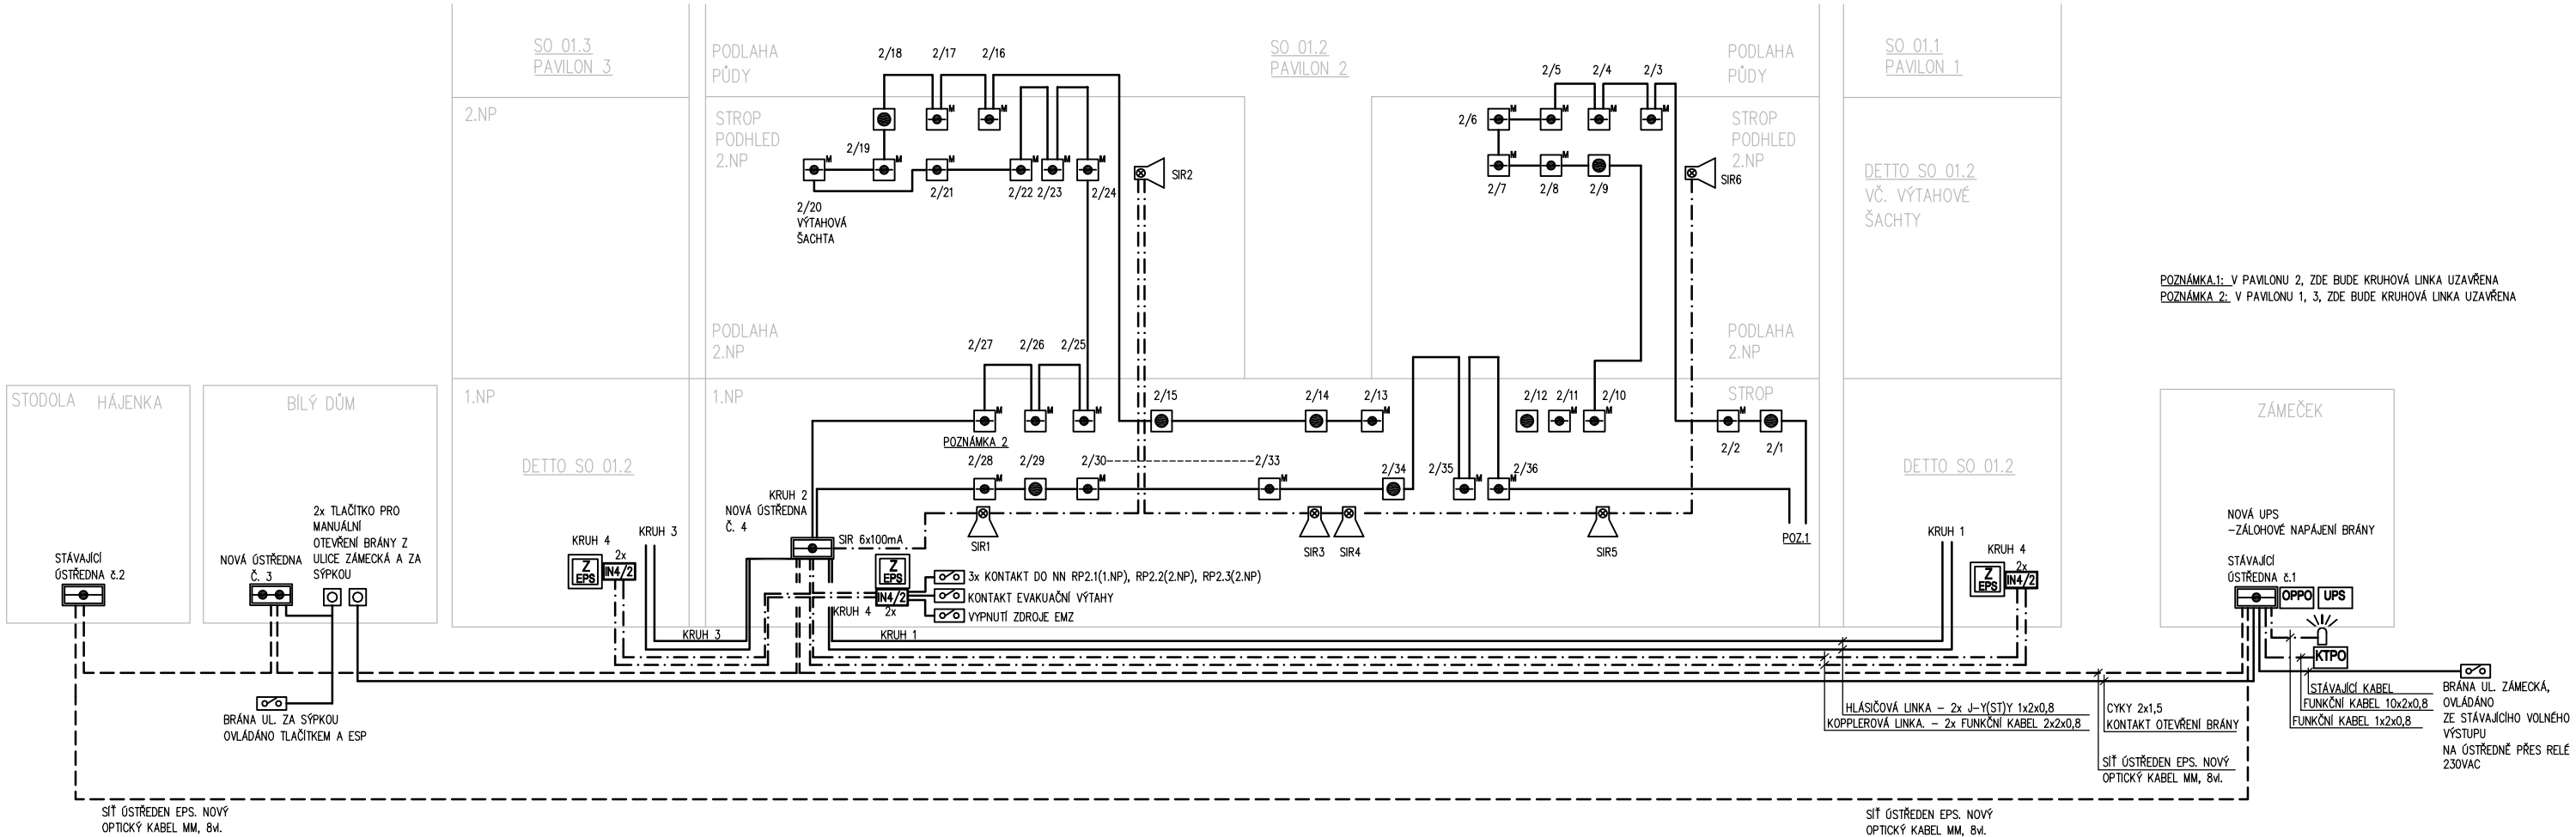 SO 01.3
PAVILON 3
PODLAHA
PŮDY
2/18
2/17
2/16
SO 01.2
PAVILON 2
2/5
2/4
2/3
PODLAHA
PŮDY
SO 01.1
PAVILON 1
2.NP
STROP
PODHLED
2.NP
M
M
2/6
M
M
M
M
STROP
PODHLED
2.NP
2/19
M
M
M
M
M
M
2/21
2/22
2/23
2/24
SIR2
M
M
2/7
2/8
2/9
SIR6
DETTO SO 01.2
VČ. VÝTAHOVÉ
ŠACHTY
2/20
VÝTAHOVÁ
ŠACHTA
POZNÁMKA.1: V PAVILONU 2, ZDE BUDE KRUHOVÁ LINKA UZAVŘENA
POZNÁMKA 2: V PAVILONU 1, 3, ZDE BUDE KRUHOVÁ LINKA UZAVŘENA
PODLAHA
2.NP
PODLAHA
2.NP
2/27
2/26
2/25
STODOLA
HÁJENKA
BÍLÝ DŮM
1.NP
1.NP
2/15
2/14
2/13
2/12
2/11
2/10
STROP
ZÁMEČEK
M
M
M
M
M
M
M
POZNÁMKA 2
2/2
2/1
DETTO SO 01.2
2/28
2/29
2/30
2/33
2/34
2/35
2/36
DETTO SO 01.2
M
M
M
M
M
KRUH 2
NOVÁ ÚSTŘEDNA
Č. 4
2x TLAČÍTKO PRO
MANUÁLNÍ
OTEVŘENÍ BRÁNY Z
ULICE ZÁMECKÁ A ZA
SÝPKOU
NOVÁ UPS
-ZÁLOHOVÉ NAPÁJENÍ BRÁNY
KRUH 3
KRUH 4
2x
Z
EPS
IN4/2
SIR 6x100mA
SIR1
SIR3
SIR4
SIR5
POZ.1
KRUH 1
KRUH 4
2x
Z
EPS
IN4/2
STÁVAJÍCÍ
ÚSTŘEDNA č.2
NOVÁ ÚSTŘEDNA
Č. 3
STÁVAJÍCÍ
ÚSTŘEDNA č.1
OPPO
UPS
Z
EPS
IN4/2
KRUH 4
2x
3x KONTAKT DO NN RP2.1(1.NP), RP2.2(2.NP), RP2.3(2.NP)
KONTAKT EVAKUAČNÍ VÝTAHY
VYPNUTÍ ZDROJE EMZ
KRUH 3
KRUH 1
KTPO
BRÁNA UL. ZA SÝPKOU
OVLÁDÁNO TLAČÍTKEM A ESP
HLÁSIČOVÁ LINKA - 2x J-Y(ST)Y 1x2x0,8
KOPPLEROVÁ LINKA. - 2x FUNKČNÍ KABEL 2x2x0,8
CYKY 2x1,5
KONTAKT OTEVŘENÍ BRÁNY
STÁVAJÍCÍ KABEL
FUNKČNÍ KABEL 10x2x0,8
FUNKČNÍ KABEL 1x2x0,8
BRÁNA UL. ZÁMECKÁ,
OVLÁDÁNO
ZE STÁVAJÍCÍHO VOLNÉHO
VÝSTUPU
NA ÚSTŘEDNĚ PŘES RELÉ
230VAC
SÍŤ ÚSTŘEDEN EPS. NOVÝ
OPTICKÝ KABEL MM, 8vl.
SÍŤ ÚSTŘEDEN EPS. NOVÝ
OPTICKÝ KABEL MM, 8vl.
SÍŤ ÚSTŘEDEN EPS. NOVÝ
OPTICKÝ KABEL MM, 8vl.